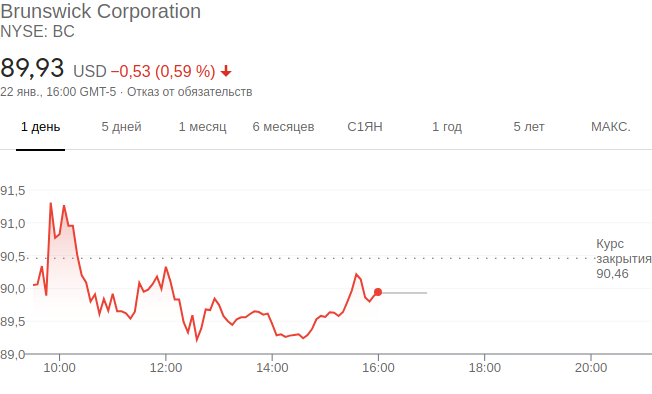 Brunswick Corporation
NYSE: BC
89,93 USD −0,53 (0,59 %)
22 янв., 16:00 GMT-5 · Отказ от обязательств
1 день 5 дней 1 месяц 6 месяцев С1ЯН 1 год 5 лет МАКС.
91,5
91,0
Курс
90,5 закрытия
90,46
90,0
89,5
89,0
10:00 12:00 14:00 16:00 18:00 20:00